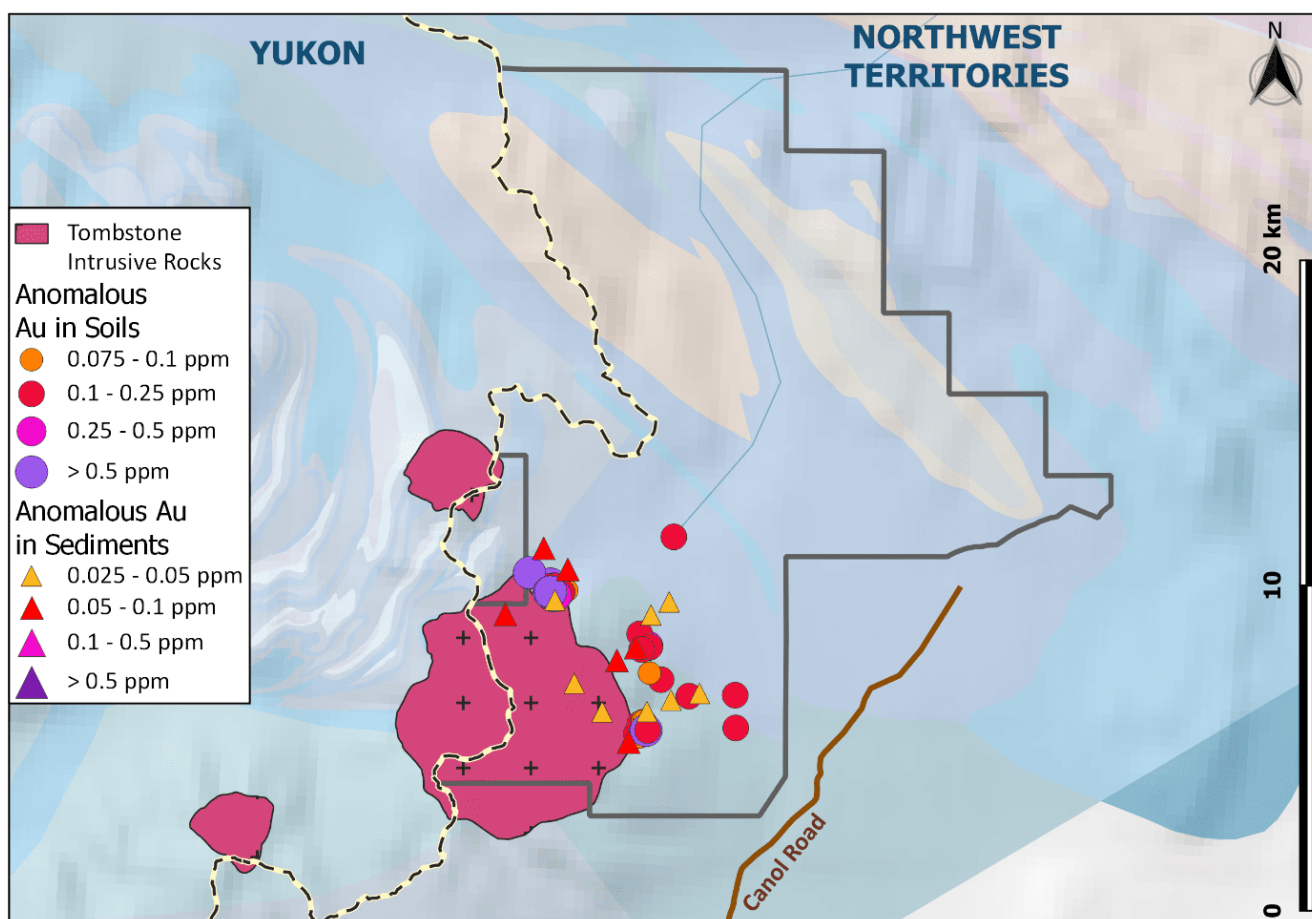 YUKON
NORTHWEST
TERRITORIES
N
Tombstone
Intrusive Rocks
Anomalous
Au in Soils
0.075 - 0.1 ppm
0.1 - 0.25 ppm
0.25 - 0.5 ppm
> 0.5 ppm
Anomalous Au
in Sediments
0.025 - 0.05 ppm
0.05 - 0.1 ppm
0.1 - 0.5 ppm
> 0.5 ppm
20 km
10
0
Canol Road